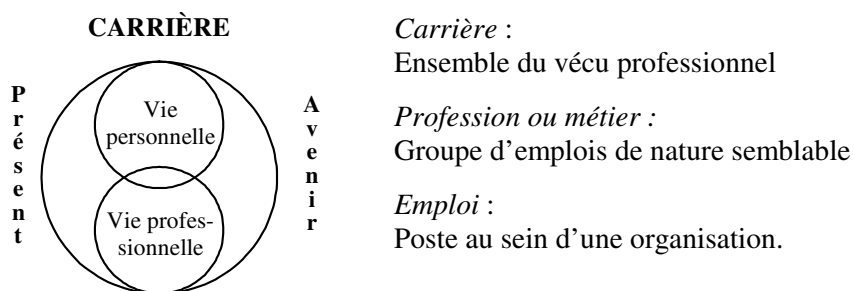 CARRIÈRE
Présent
Vie
personnelle
Vie profes-
sionnelle
Avenir
Carrière :
Ensemble du vécu professionnel
Profession ou métier :
Groupe d’emplois de nature semblable
Emploi :
Poste au sein d’une organisation.